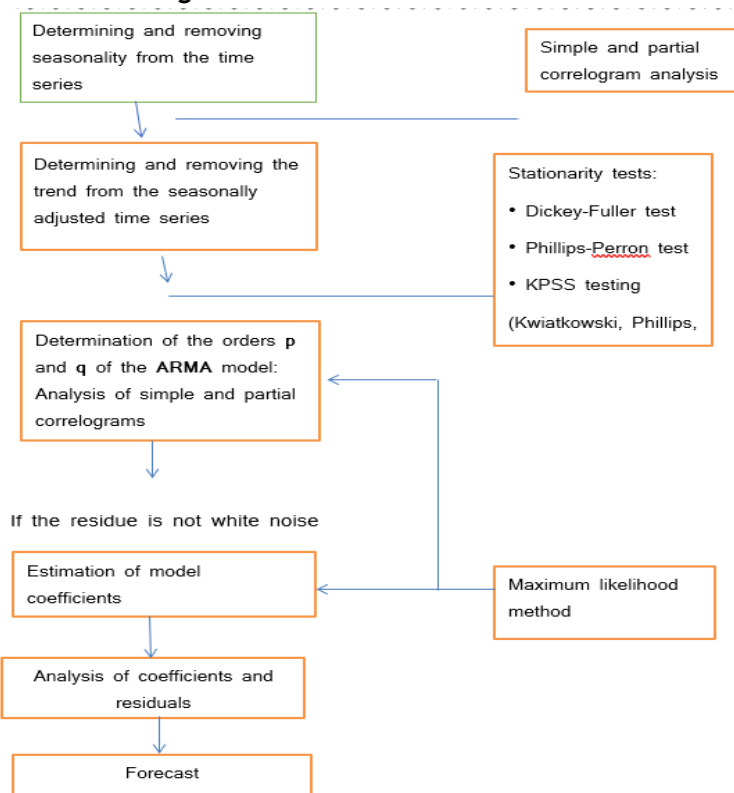 Determining and removing
seasonality from the time
series
Simple and partial
correlogram analysis
Determining and removing the
trend from the seasonally
adjusted time series
Stationarity tests:
• Dickey-Fuller test
• Phillips-Perron test
• KPSS testing
(Kwiatkowski, Phillips,
Determination of the orders p
and q of the ARMA model:
Analysis of simple and partial
correlograms
If the residue is not white noise
Estimation of model
coefficients
Maximum likelihood
method
Analysis of coefficients and
residuals
Forecast